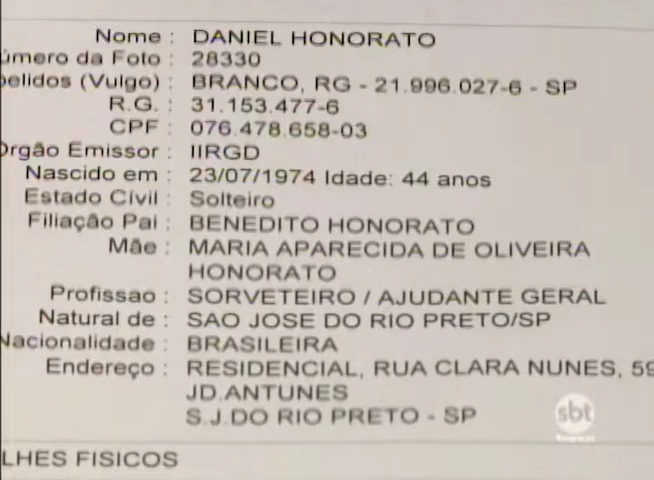 Nome : DANIEL HONORATO
úmero da Foto : 28330
pelidos (Vulgo) : BRANCO, RG - 21.996.027-6 - SP
R.G. : 31.153.477-6
CPF : 076.478.658-03
Orgão Emissor : IIRGD
Nascido em : 23/07/1974 Idade: 44 anos
Estado Civil : Solteiro
Filiação Pai : BENEDITO HONORATO
Mãe : MARIA APARECIDA DE OLIVEIRA
HONORATO
Profissao : SORVETEIRO / AJUDANTE GERAL
Natural de : SAO JOSE DO RIO PRETO/SP
Nacionalidade : BRASILEIRA
Endereço : RESIDENCIAL, RUA CLARA NUNES, 59
JD.ANTUNES
S.J.DO RIO PRETO - SP
sbt
LHES FISICOS